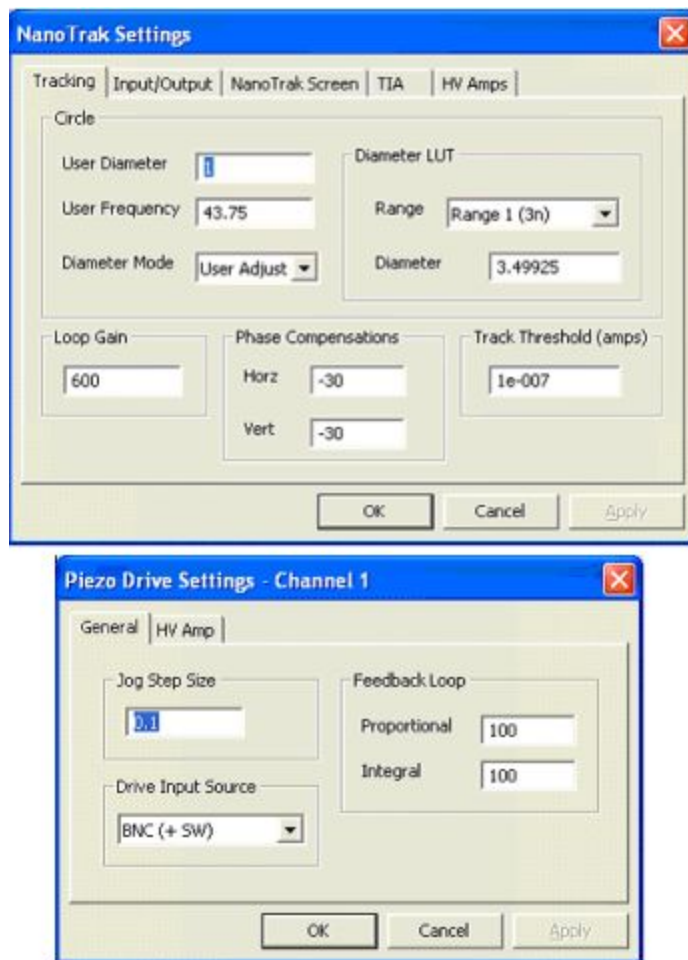 NanoTrak Settings
Tracking Input/Output NanoTrak Screen TIA HV Amps
Circle
User Diameter 1
User Frequency 43.75
Diameter Mode User Adjust
Diameter LUT
Range Range 1 (3n)
Diameter 3.49925
Loop Gain
600
Phase Compensations
Horz -30
Vert -30
Track Threshold (amps)
1e-007
OK Cancel Apply
Piezo Drive Settings - Channel 1
General HV Amp
Jog Step Size
0.1
Drive Input Source
BNC (+ SW)
Feedback Loop
Proportional 100
Integral 100
OK Cancel Apply